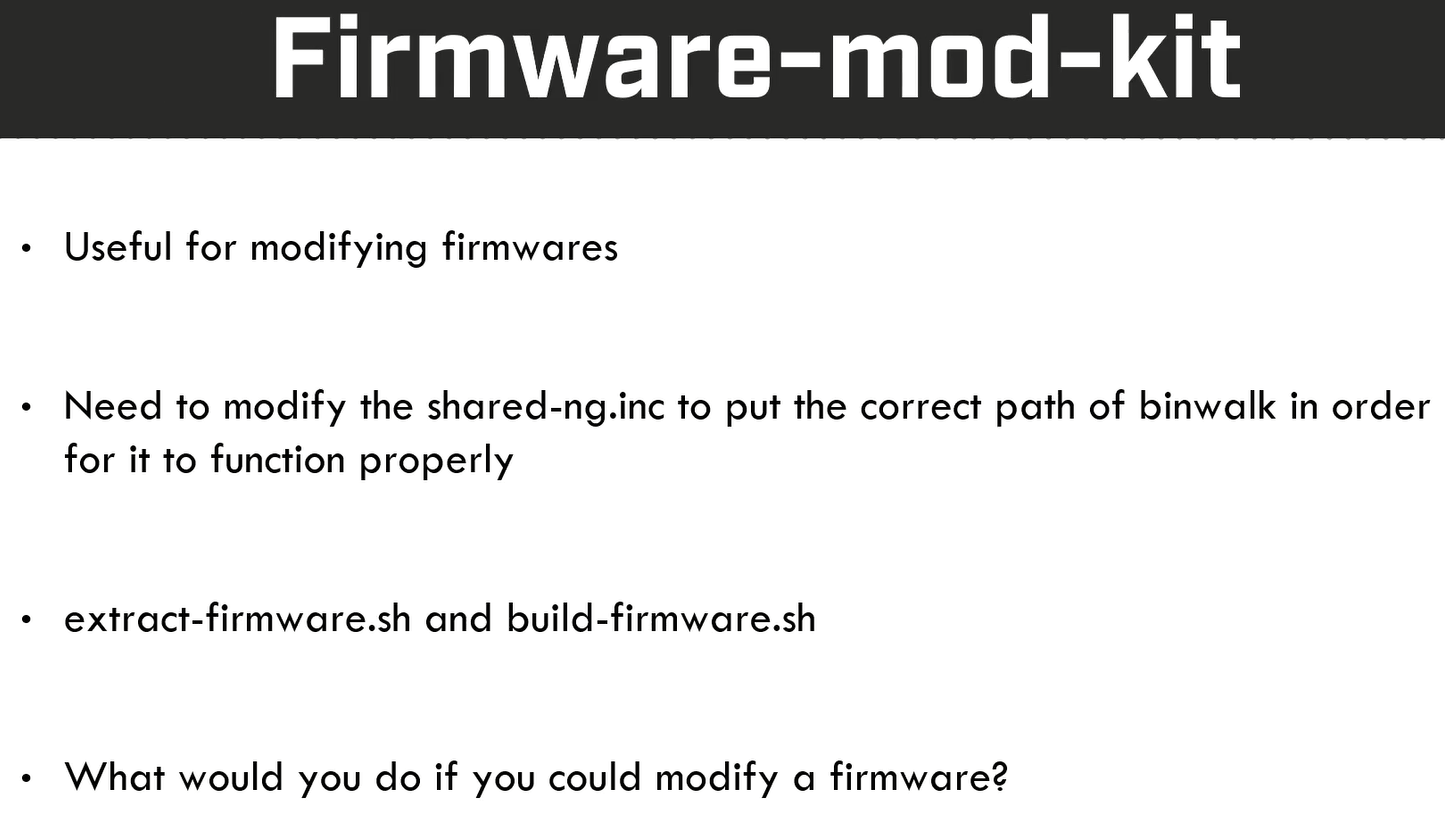 Firmware-mod-kit
• Useful for modifying firmwares
• Need to modify the shared-ng.inc to put the correct path of binwalk in order
for it to function properly
• extract-firmware.sh and build-firmware.sh
• What would you do if you could modify a firmware?